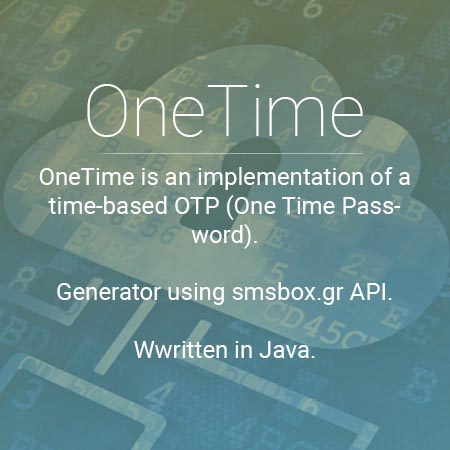 OneTime
OneTime is an implementation of a
time-based OTP (One Time Pass-
word).
Generator using smsbox.gr API.
Wwritten in Java.